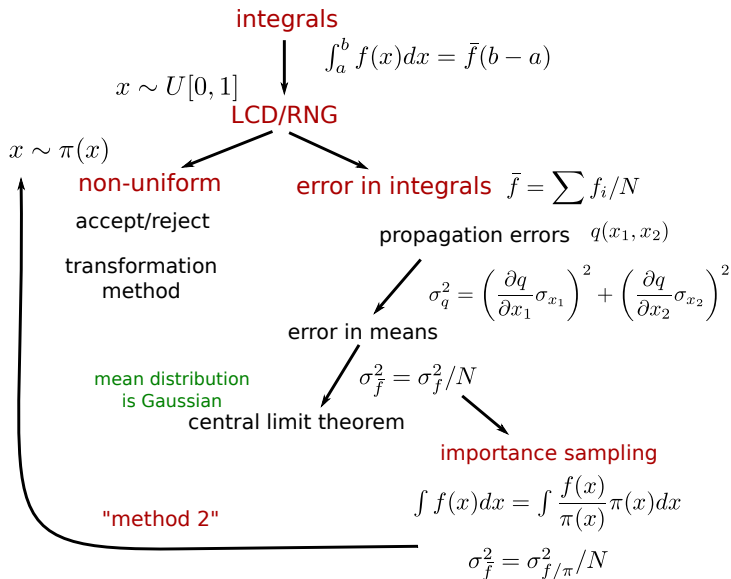 integrals
∫_a^b f(x)dx = f̄(b − a)
x ∼ U[0, 1]
LCD/RNG
x ∼ π(x)
non-uniform
error in integrals
f̄ = ∑ f_i/N
accept/reject
propagation errors
q(x_1, x_2)
transformation
method
σ_q^2 = (∂q/∂x_1 σ_{x_1})^2 + (∂q/∂x_2 σ_{x_2})^2
error in means
mean distribution
is Gaussian
σ_f̄^2 = σ_f^2/N
central limit theorem
importance sampling
∫ f(x)dx = ∫ f(x)/π(x) π(x)dx
"method 2"
σ_f̄^2 = σ_{f/π}^2/N